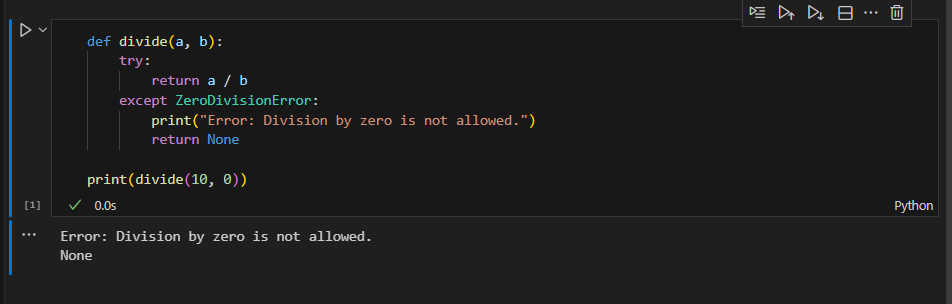 def divide(a, b):
    try:
        return a / b
    except ZeroDivisionError:
        print("Error: Division by zero is not allowed.")
        return None

print(divide(10, 0))
[1]
0.0s
Python
Error: Division by zero is not allowed.
None